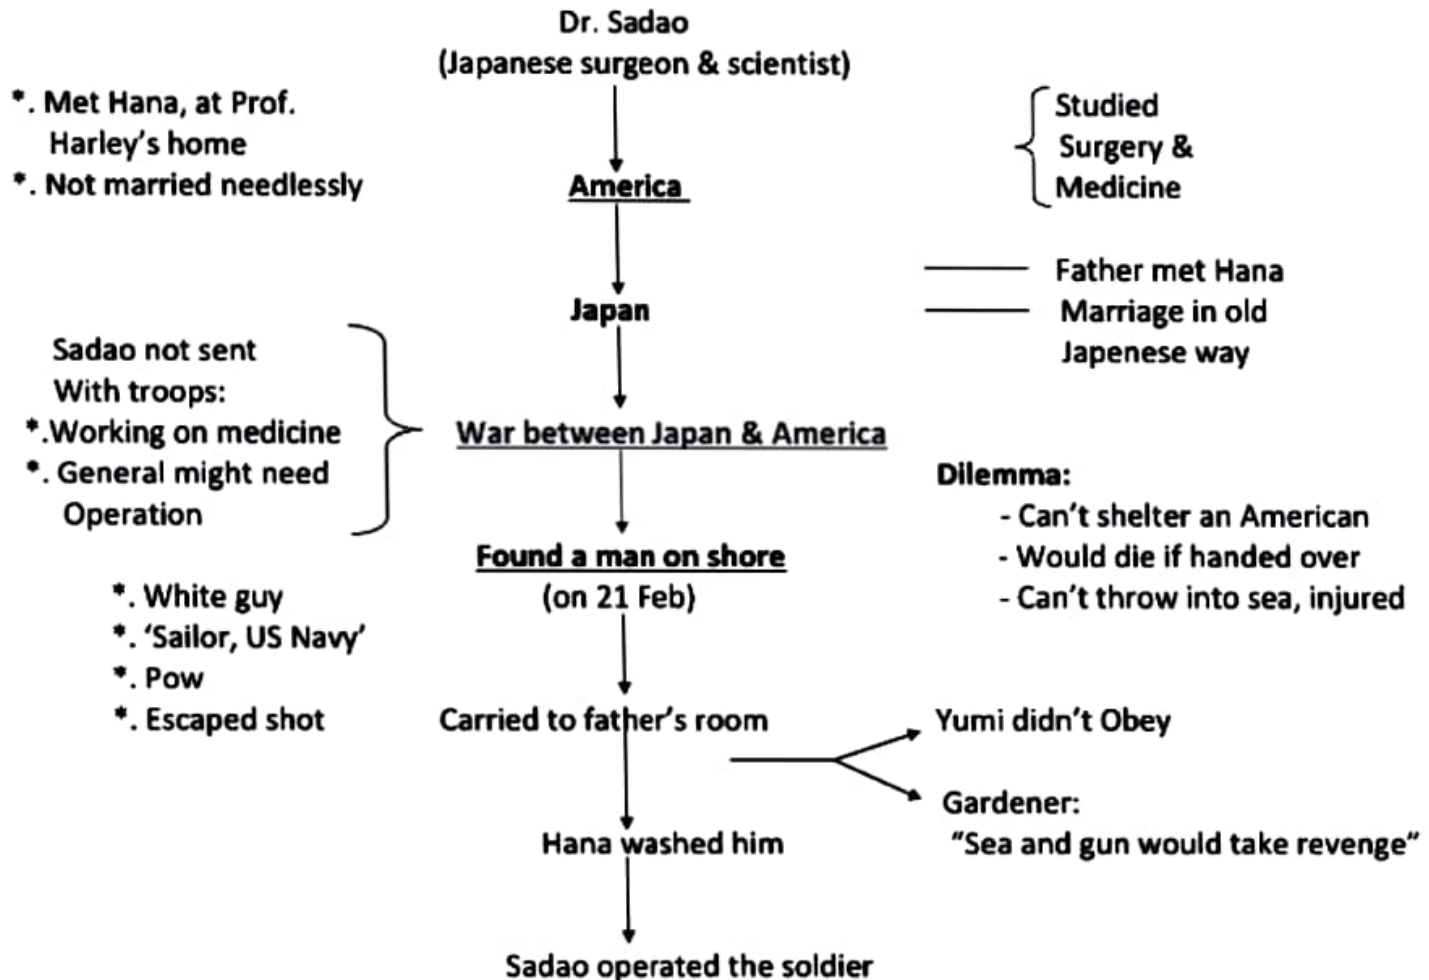 Dr. Sadao
(Japanese surgeon & scientist)
*. Met Hana, at Prof.
Harley's home
*. Not married needlessly
Studied
Surgery &
Medicine
America
Father met Hana
Marriage in old
Japenese way
Japan
Sadao not sent
With troops:
*.Working on medicine
*. General might need
Operation
War between Japan & America
Dilemma:
- Can't shelter an American
- Would die if handed over
- Can't throw into sea, injured
Found a man on shore
(on 21 Feb)
*. White guy
*. 'Sailor, US Navy'
*. Pow
*. Escaped shot
Carried to father's room
Yumi didn't Obey
Gardener:
"Sea and gun would take revenge"
Hana washed him
Sadao operated the soldier